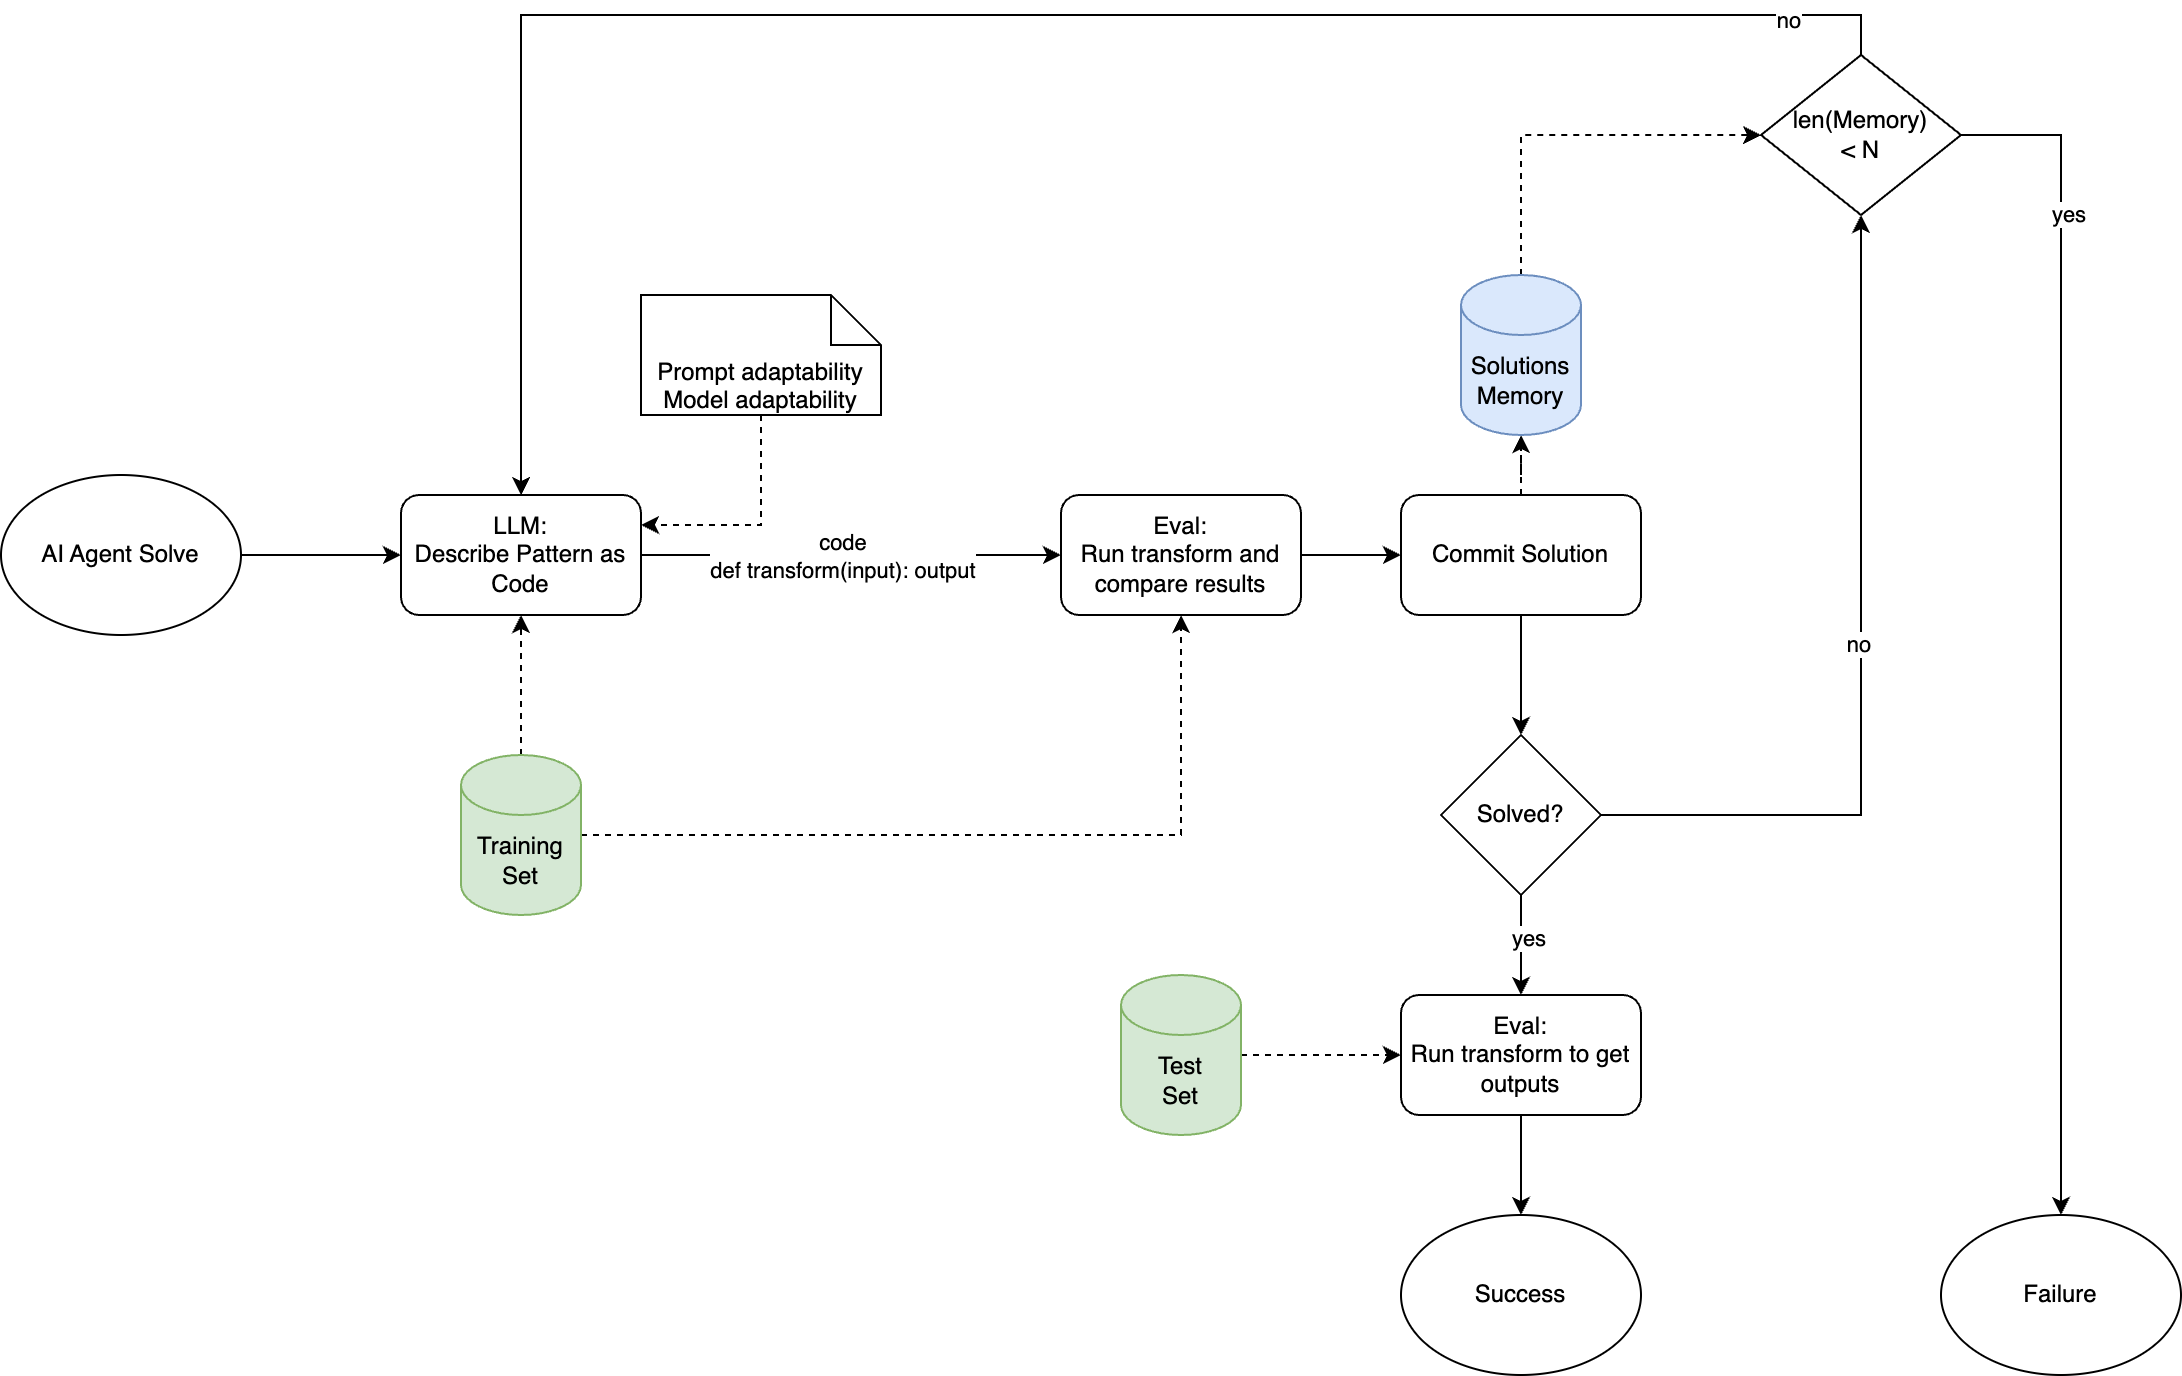 no
len(Memory)
< N
yes
Prompt adaptability
Model adaptability
Solutions
Memory
AI Agent Solve
LLM:
Describe Pattern as
Code
code
def transform(input): output
Eval:
Run transform and
compare results
Commit Solution
no
Training
Set
Solved?
yes
Test
Set
Eval:
Run transform to get
outputs
Success
Failure